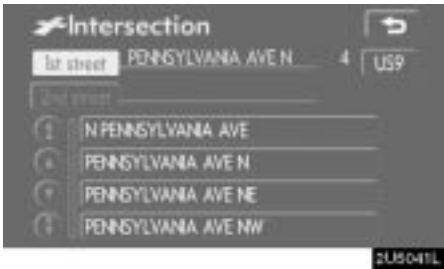 Intersection
1st street PENNSYLVANIA AVE N 4 US9
2nd street
N PENNSYLVANIA AVE
PENNSYLVANIA AVE N
PENNSYLVANIA AVE NE
PENNSYLVANIA AVE NW
2U5041L